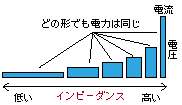 電流
どの形でも電力は同じ
電圧
低い
インピーダンス
高い